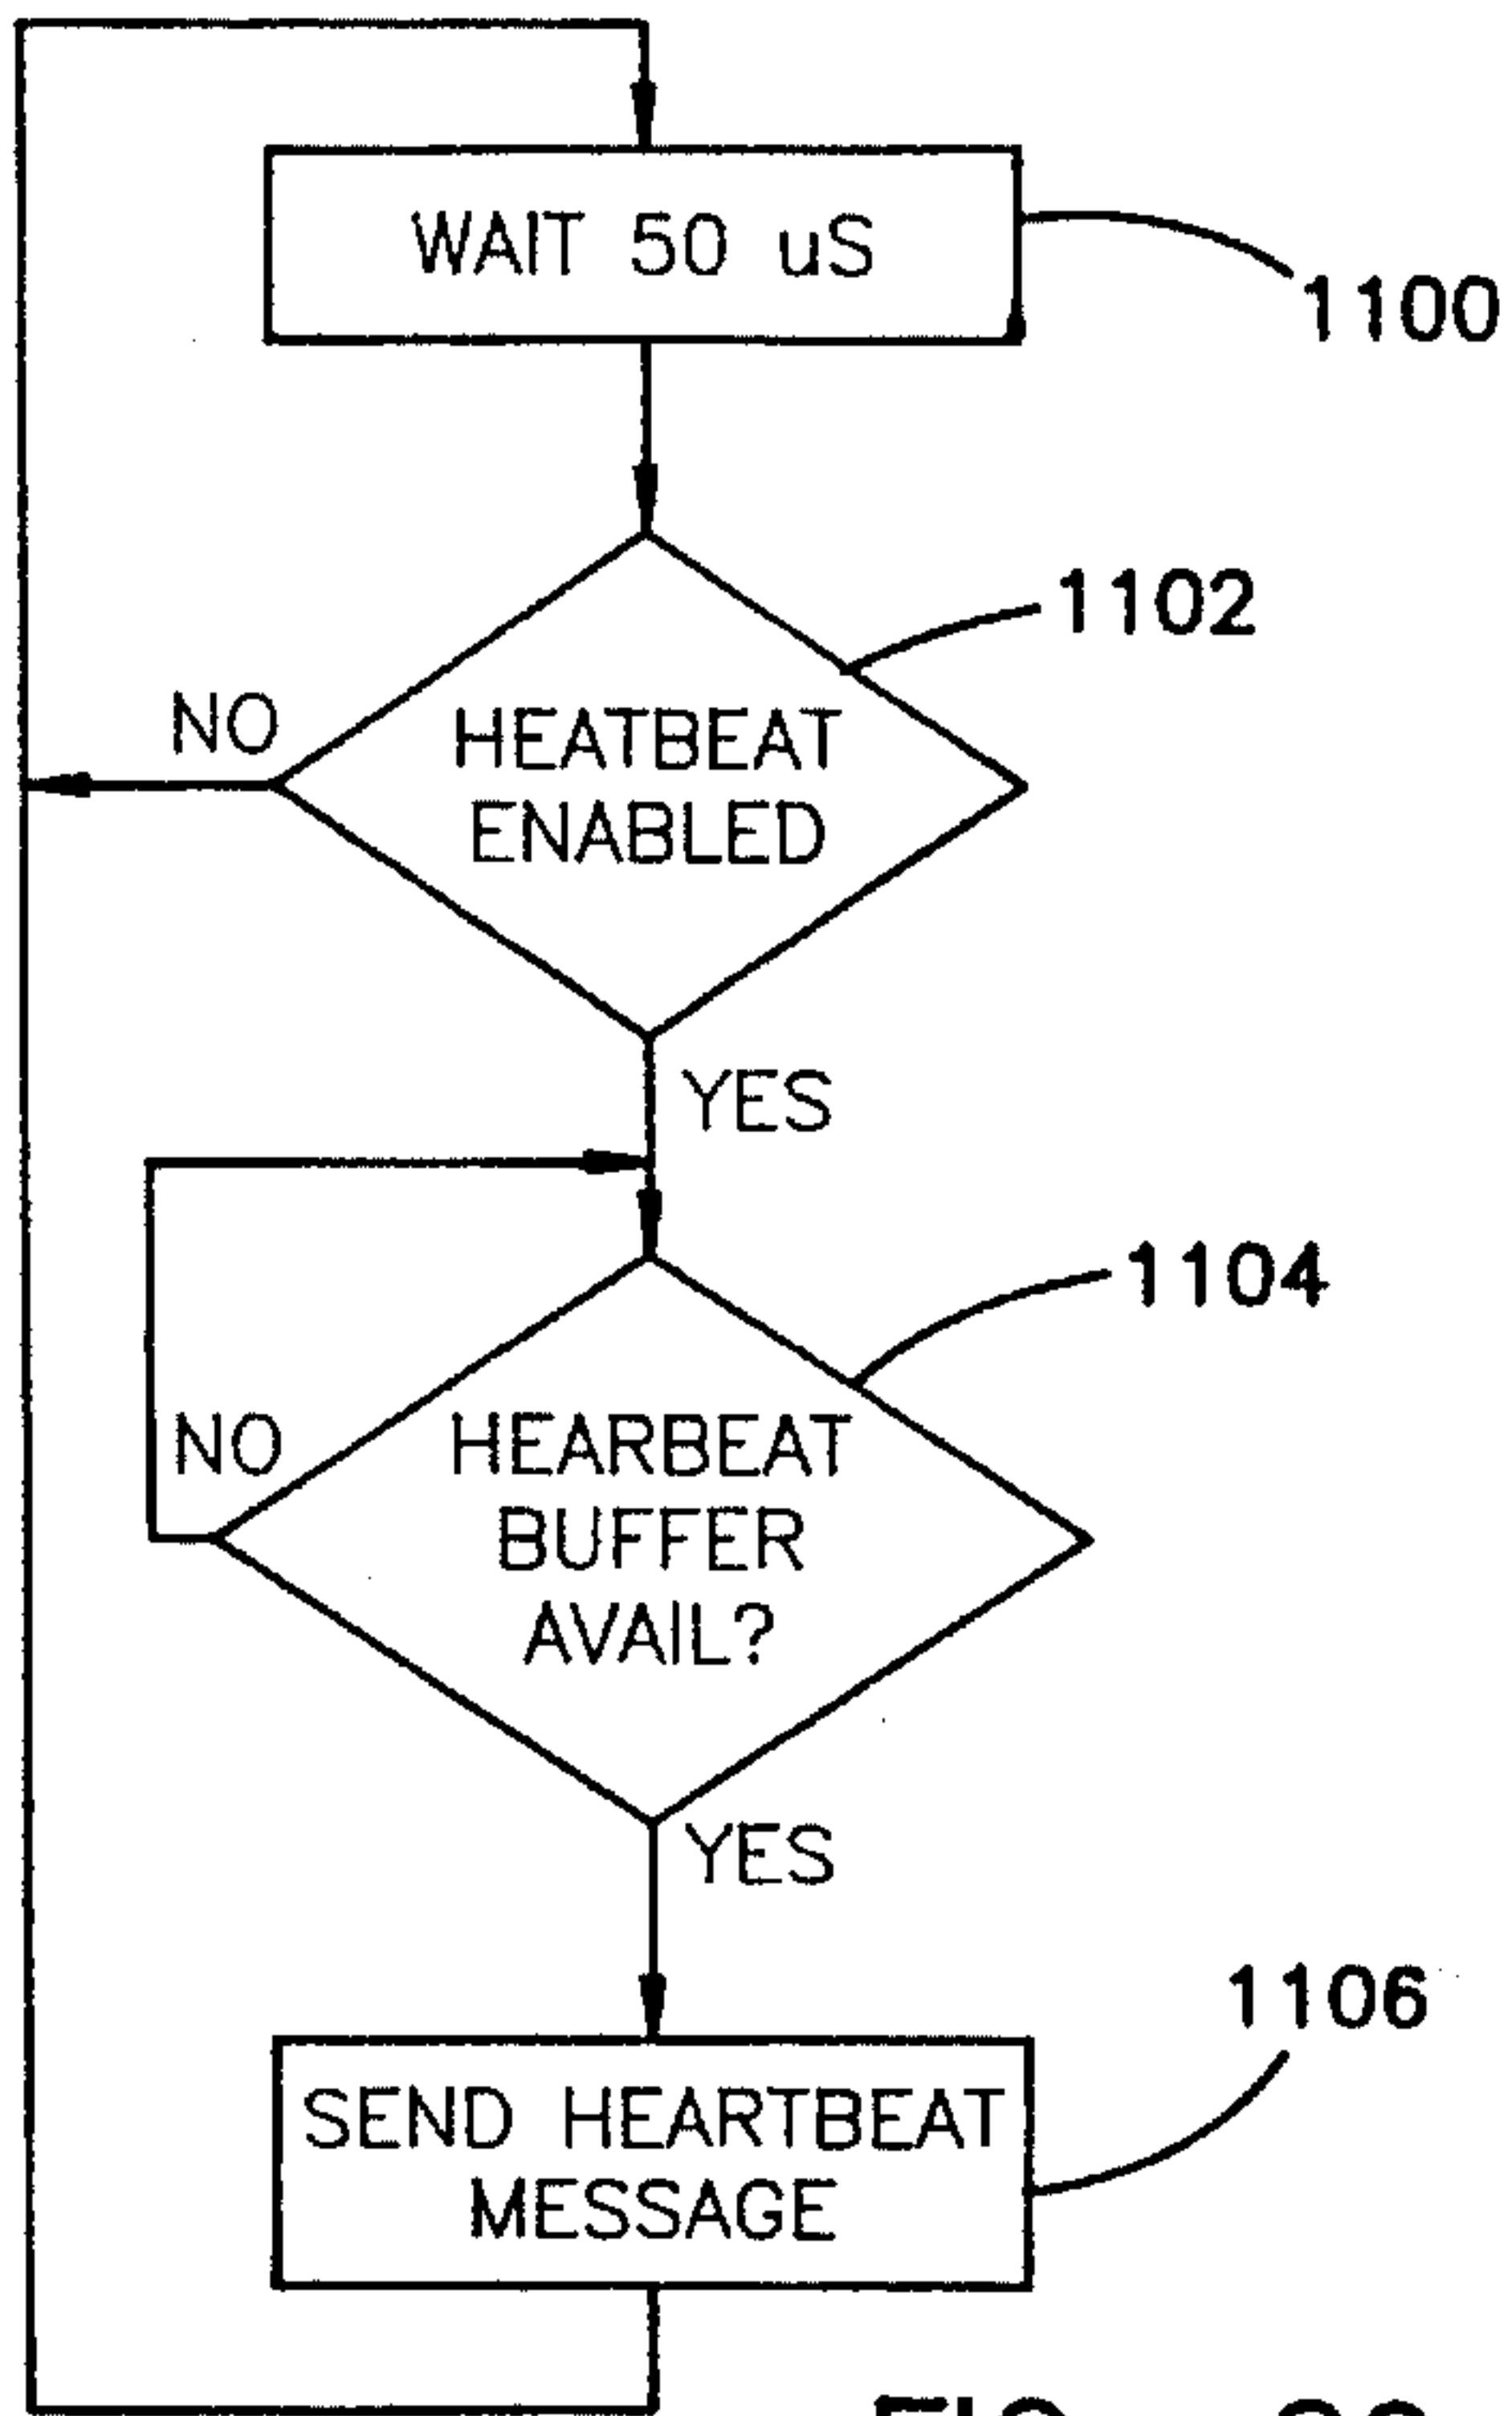 WAIT 50 uS
1100
1102
NO
HEATBEAT
ENABLED
YES
1104
NO
HEARBEAT
BUFFER
AVAIL?
YES
1106
SEND HEARTBEAT
MESSAGE